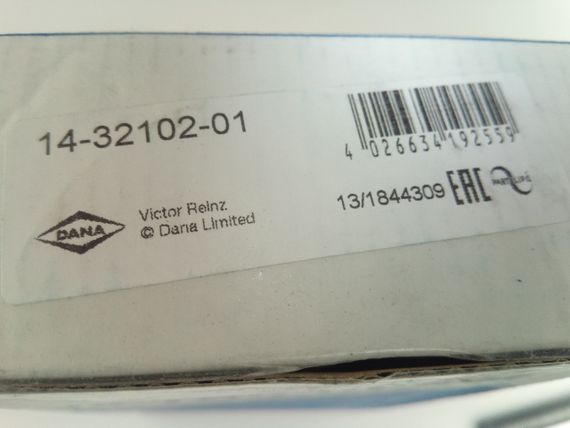 14-32102-01
4 026634 192559
DANA
Victor Reinz
© Dana Limited
13/1844309 EAC